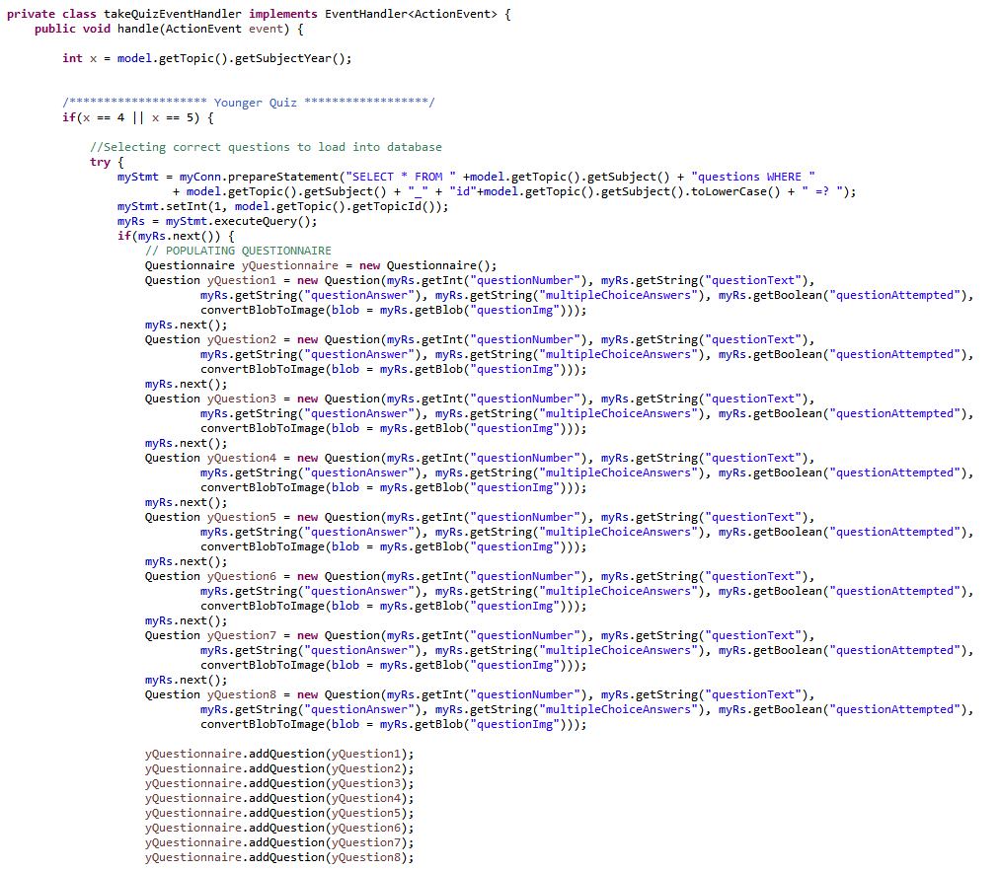 private class takeQuizEventHandler implements EventHandler<ActionEvent> {
    public void handle(ActionEvent event) {

        int x = model.getTopic().getSubjectYear();


        /******************** Younger Quiz ******************/
        if(x == 4 || x == 5) {

            //Selecting correct questions to load into database
            try {
                myStmt = myConn.prepareStatement("SELECT * FROM " +model.getTopic().getSubject() + "questions WHERE "
                        + model.getTopic().getSubject() + "_" + "id"+model.getTopic().getSubject().toLowerCase() + " =? ");
                myStmt.setInt(1, model.getTopic().getTopicId());
                myRs = myStmt.executeQuery();
                if(myRs.next()) {
                    // POPULATING QUESTIONNAIRE
                    Questionnaire yQuestionnaire = new Questionnaire();
                    Question yQuestion1 = new Question(myRs.getInt("questionNumber"), myRs.getString("questionText"),
                            myRs.getString("questionAnswer"), myRs.getString("multipleChoiceAnswers"), myRs.getBoolean("questionAttempted"),
                            convertBlobToImage(blob = myRs.getBlob("questionImg")));
                    myRs.next();
                    Question yQuestion2 = new Question(myRs.getInt("questionNumber"), myRs.getString("questionText"),
                            myRs.getString("questionAnswer"), myRs.getString("multipleChoiceAnswers"), myRs.getBoolean("questionAttempted"),
                            convertBlobToImage(blob = myRs.getBlob("questionImg")));
                    myRs.next();
                    Question yQuestion3 = new Question(myRs.getInt("questionNumber"), myRs.getString("questionText"),
                            myRs.getString("questionAnswer"), myRs.getString("multipleChoiceAnswers"), myRs.getBoolean("questionAttempted"),
                            convertBlobToImage(blob = myRs.getBlob("questionImg")));
                    myRs.next();
                    Question yQuestion4 = new Question(myRs.getInt("questionNumber"), myRs.getString("questionText"),
                            myRs.getString("questionAnswer"), myRs.getString("multipleChoiceAnswers"), myRs.getBoolean("questionAttempted"),
                            convertBlobToImage(blob = myRs.getBlob("questionImg")));
                    myRs.next();
                    Question yQuestion5 = new Question(myRs.getInt("questionNumber"), myRs.getString("questionText"),
                            myRs.getString("questionAnswer"), myRs.getString("multipleChoiceAnswers"), myRs.getBoolean("questionAttempted"),
                            convertBlobToImage(blob = myRs.getBlob("questionImg")));
                    myRs.next();
                    Question yQuestion6 = new Question(myRs.getInt("questionNumber"), myRs.getString("questionText"),
                            myRs.getString("questionAnswer"), myRs.getString("multipleChoiceAnswers"), myRs.getBoolean("questionAttempted"),
                            convertBlobToImage(blob = myRs.getBlob("questionImg")));
                    myRs.next();
                    Question yQuestion7 = new Question(myRs.getInt("questionNumber"), myRs.getString("questionText"),
                            myRs.getString("questionAnswer"), myRs.getString("multipleChoiceAnswers"), myRs.getBoolean("questionAttempted"),
                            convertBlobToImage(blob = myRs.getBlob("questionImg")));
                    myRs.next();
                    Question yQuestion8 = new Question(myRs.getInt("questionNumber"), myRs.getString("questionText"),
                            myRs.getString("questionAnswer"), myRs.getString("multipleChoiceAnswers"), myRs.getBoolean("questionAttempted"),
                            convertBlobToImage(blob = myRs.getBlob("questionImg")));

                    yQuestionnaire.addQuestion(yQuestion1);
                    yQuestionnaire.addQuestion(yQuestion2);
                    yQuestionnaire.addQuestion(yQuestion3);
                    yQuestionnaire.addQuestion(yQuestion4);
                    yQuestionnaire.addQuestion(yQuestion5);
                    yQuestionnaire.addQuestion(yQuestion6);
                    yQuestionnaire.addQuestion(yQuestion7);
                    yQuestionnaire.addQuestion(yQuestion8);